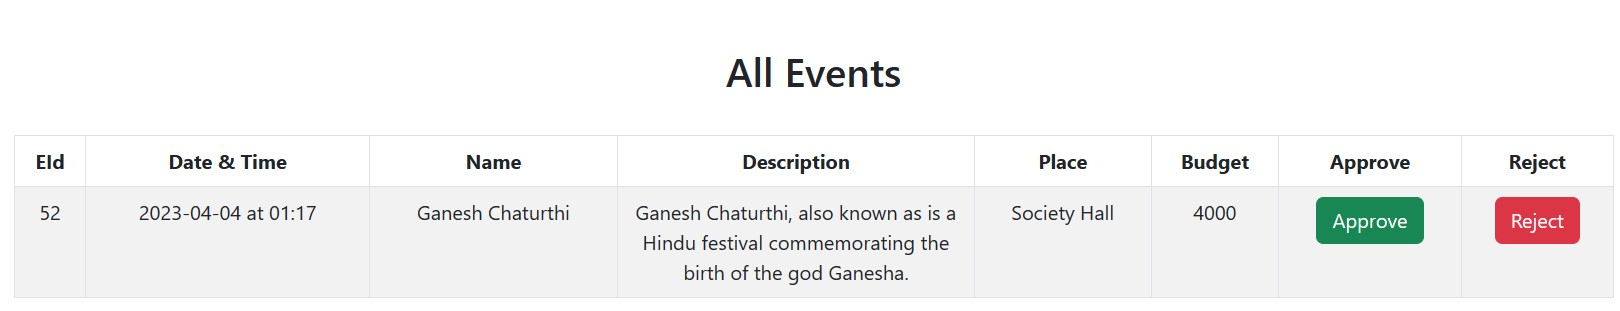 All Events
EId Date & Time Name Description Place Budget Approve Reject
52 2023-04-04 at 01:17 Ganesh Chaturthi Ganesh Chaturthi, also known as is a Society Hall 4000 Approve Reject
Hindu festival commemorating the
birth of the god Ganesha.